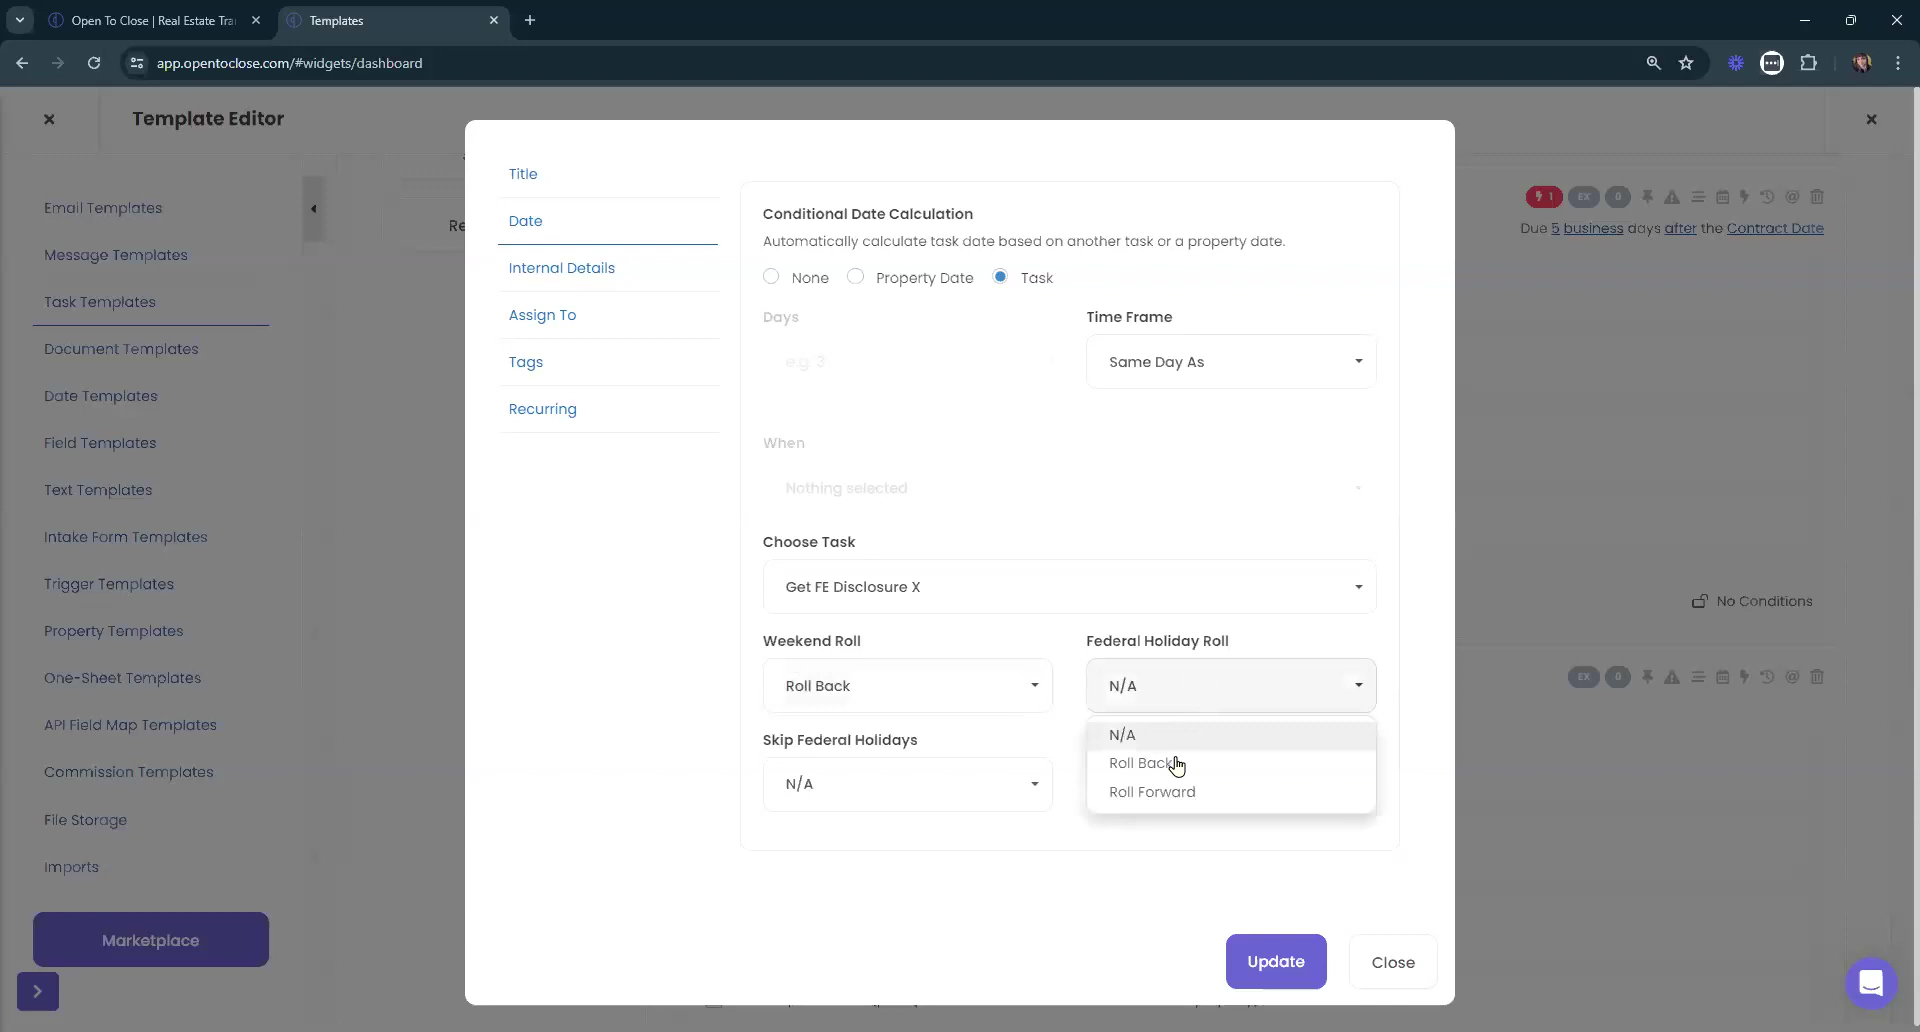 Open To Close | Real Estate Tra
Templates
app.opentoclose.com/#widgets/dashboard
Template Editor
Email Templates
Message Templates
Task Templates
Document Templates
Date Templates
Field Templates
Text Templates
Intake Form Templates
Trigger Templates
Property Templates
One-Sheet Templates
API Field Map Templates
Commission Templates
File Storage
Imports
Marketplace
Re
Title
Date
Internal Details
Assign To
Tags
Recurring
Conditional Date Calculation
Automatically calculate task date based on another task or a property date.
None Property Date Task
Days
e.g: 3
Time Frame
Same Day As
When
Nothing selected
Choose Task
Get FE Disclosure X
Weekend Roll
Roll Back
Federal Holiday Roll
N/A
N/A
Roll Back
Roll Forward
Skip Federal Holidays
N/A
Update
Close
1 EX 0
Due 5 business days after the Contract Date
No Conditions
EX 0